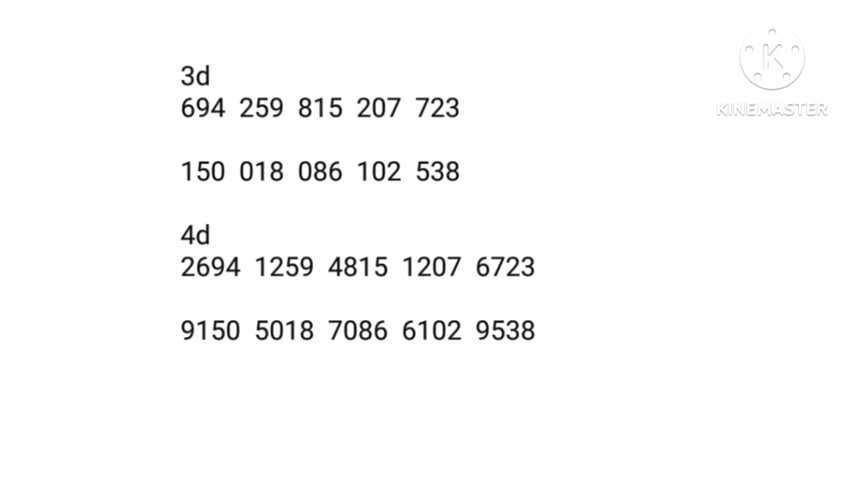 KINEMASTER
3d
694 259 815 207 723
150 018 086 102 538
4d
2694 1259 4815 1207 6723
9150 5018 7086 6102 9538